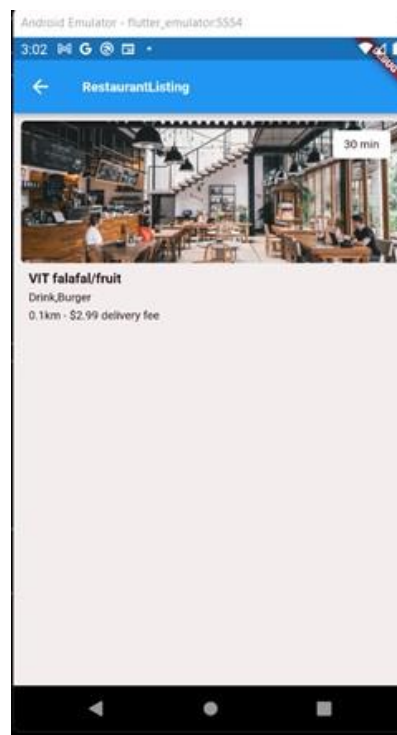 Android Emulator - flutter_emulator:5554
3:02 G
RestaurantListing
30 min
VIT falafal/fruit
Drink,Burger
0.1km - $2.99 delivery fee